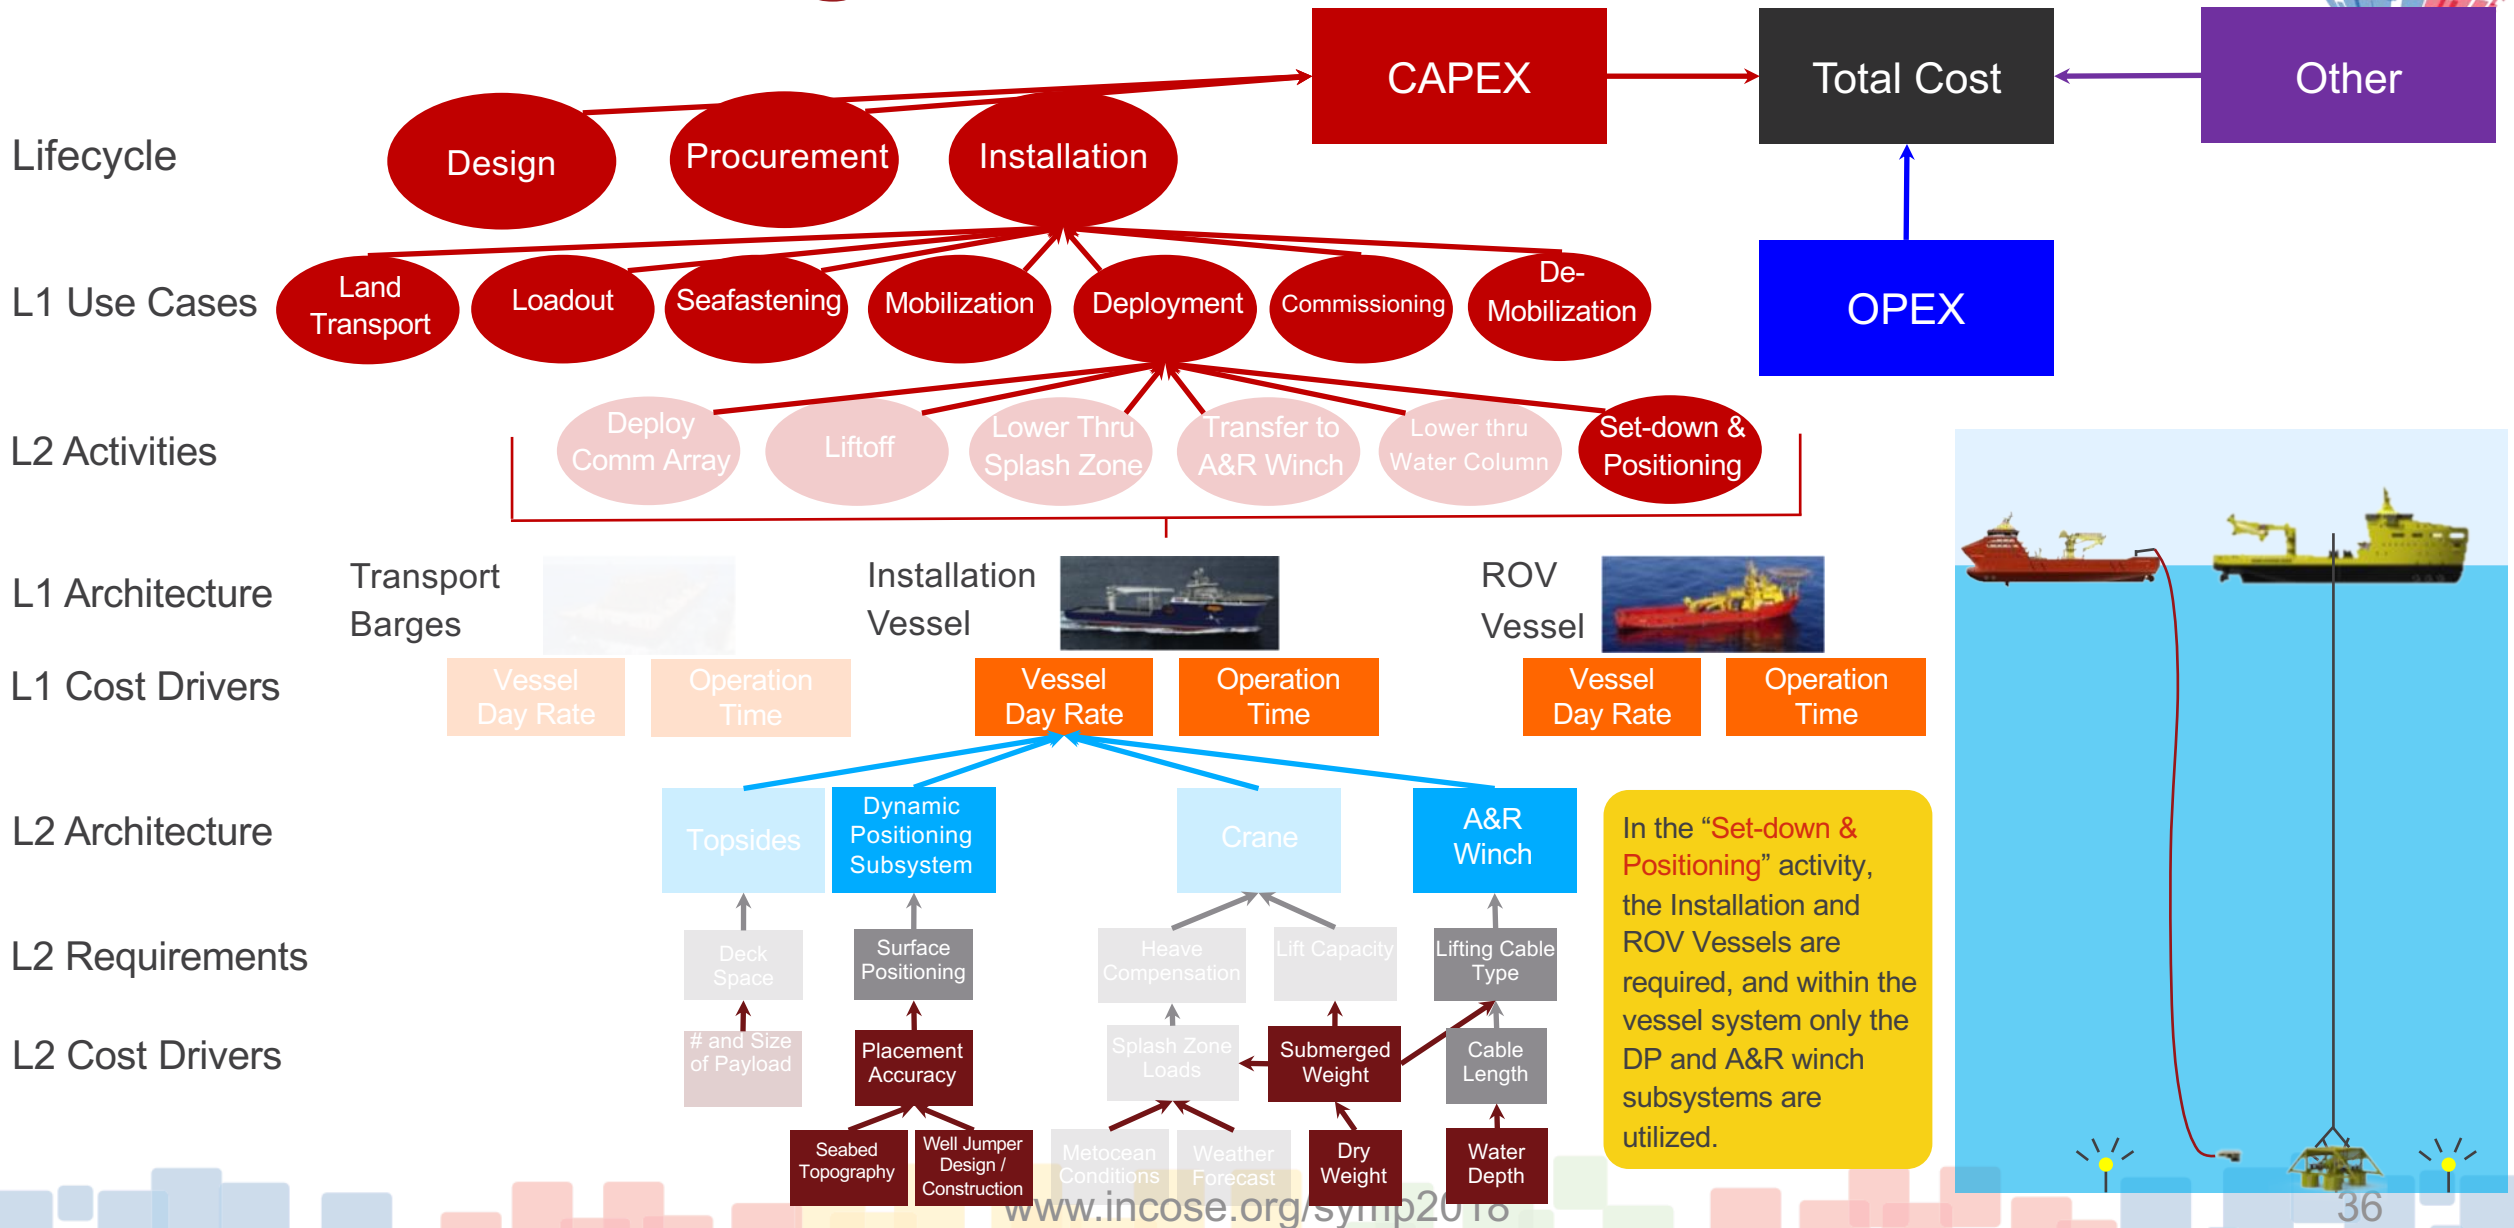 CAPEX
Total Cost
Other
Lifecycle
Design
Procurement
Installation
L1 Use Cases
Land
Transport
Loadout
Seafastening
Mobilization
Deployment
Commissioning
De-
Mobilization
OPEX
L2 Activities
Deploy
Comm Array
Liftoff
Lower Thru
Splash Zone
Transfer to
A&R Winch
Lower thru
Water Column
Set-down &
Positioning
L1 Architecture
Transport
Barges
Installation
Vessel
ROV
Vessel
L1 Cost Drivers
Vessel
Day Rate
Operation
Time
Vessel
Day Rate
Operation
Time
Vessel
Day Rate
Operation
Time
L2 Architecture
Topsides
Dynamic
Positioning
Subsystem
Crane
A&R
Winch
L2 Requirements
Deck
Space
Surface
Positioning
Heave
Compensation
Lift Capacity
Lifting Cable
Type
L2 Cost Drivers
# and Size
of Payload
Placement
Accuracy
Splash Zone
Loads
Submerged
Weight
Cable
Length
Seabed
Topography
Well Jumper
Design /
Construction
Metocean
Conditions
Weather
Forecast
Dry
Weight
Water
Depth
In the “Set-down &
Positioning” activity,
the Installation and
ROV Vessels are
required, and within the
vessel system only the
DP and A&R winch
subsystems are
utilized.
www.incose.org/symp2018
36